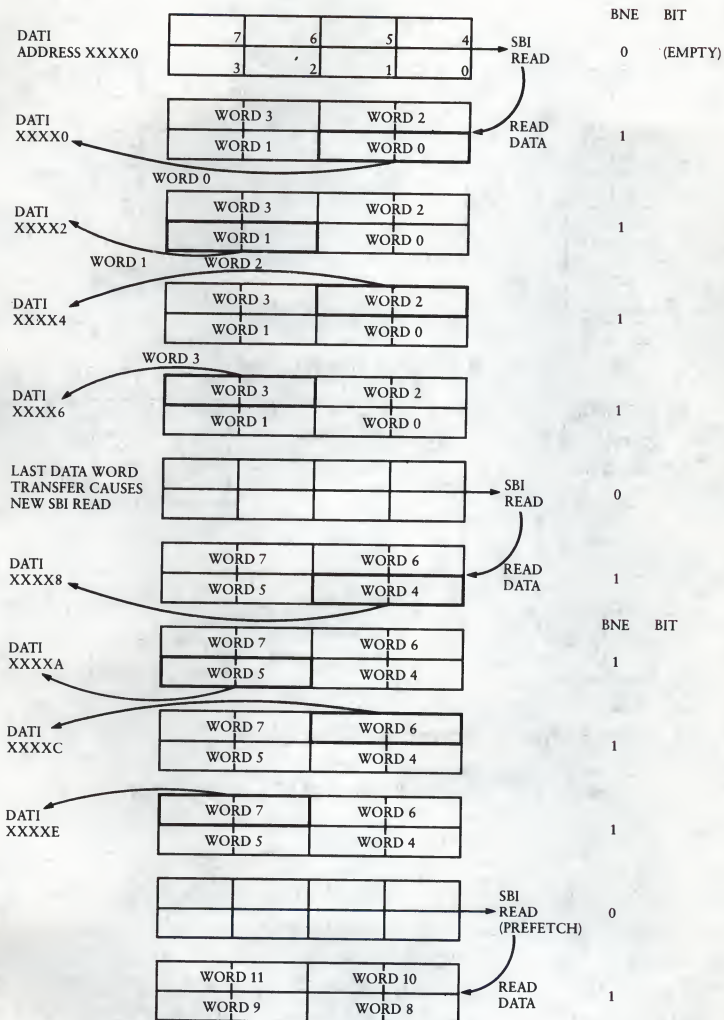 BNE BIT
DATI
ADDRESS XXXX0
7 6 5 4
3 2 1 0
SBI
READ
0 (EMPTY)
DATI
XXXX0
WORD 3 WORD 2
WORD 1 WORD 0
READ
DATA
1
WORD 0
DATI
XXXX2
WORD 3 WORD 2
WORD 1 WORD 0
1
WORD 1 WORD 2
DATI
XXXX4
WORD 3 WORD 2
WORD 1 WORD 0
1
WORD 3
DATI
XXXX6
WORD 3 WORD 2
WORD 1 WORD 0
1
LAST DATA WORD
TRANSFER CAUSES
NEW SBI READ
SBI
READ
0
DATI
XXXX8
WORD 7 WORD 6
WORD 5 WORD 4
READ
DATA
1
BNE BIT
DATI
XXXXA
WORD 7 WORD 6
WORD 5 WORD 4
1
DATI
XXXXC
WORD 7 WORD 6
WORD 5 WORD 4
1
DATI
XXXXE
WORD 7 WORD 6
WORD 5 WORD 4
1
SBI
READ
(PREFETCH)
0
WORD 11 WORD 10
WORD 9 WORD 8
READ
DATA
1